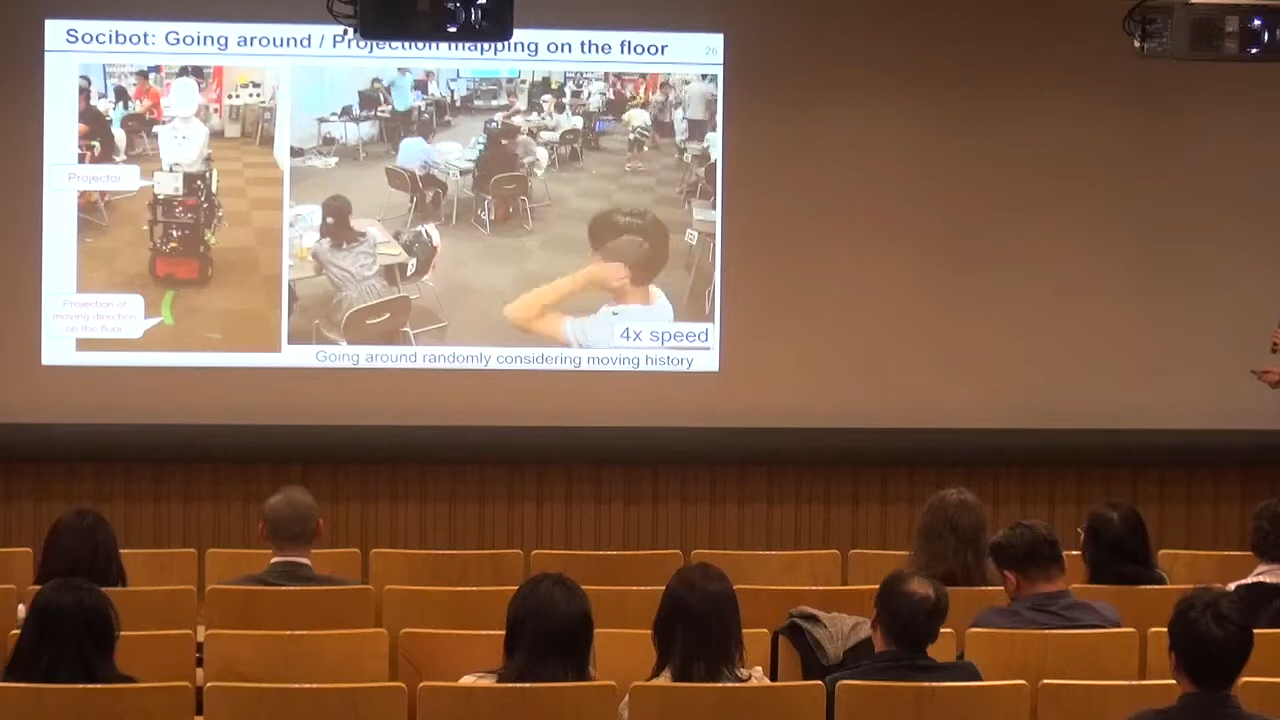 Socibot: Going around / Projection mapping on the floor
26
Projector
Projection of
moving direction
on the floor
4x speed
Going around randomly considering moving history